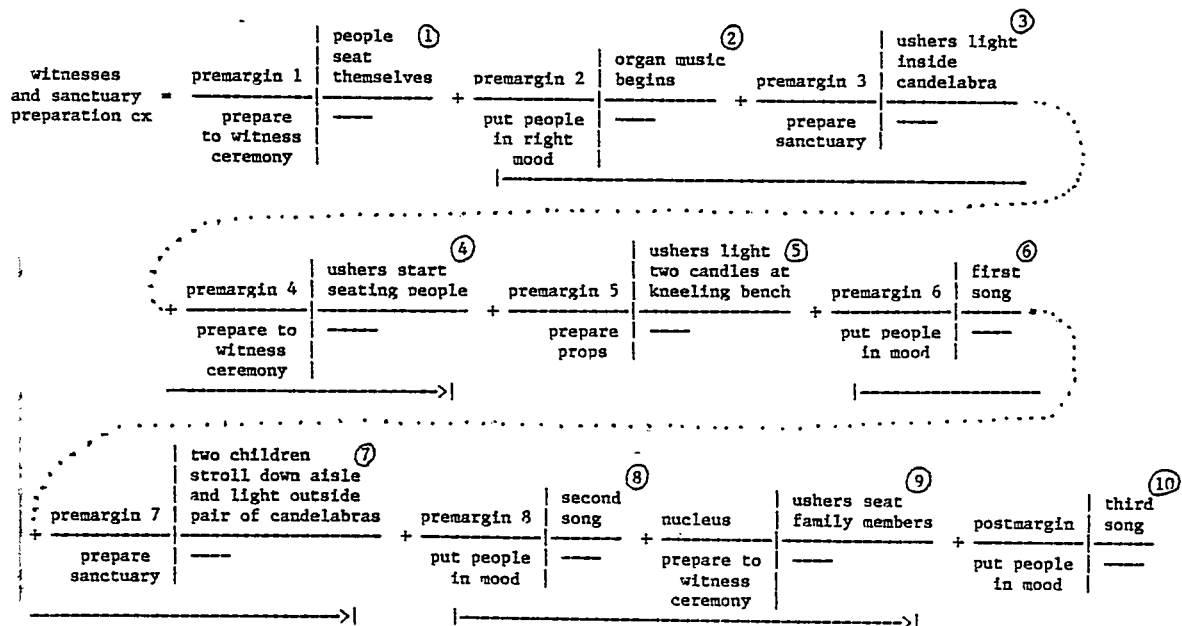 witnesses and sanctuary preparation cx =
premargin 1 | people seat themselves ①
prepare to witness ceremony | ——
+ premargin 2 | organ music begins ②
put people in right mood | ——
+ premargin 3 | ushers light inside candelabra ③
prepare sanctuary | ——
+ premargin 4 | ushers start seating people ④
prepare to witness ceremony | ——
+ premargin 5 | ushers light two candles at kneeling bench ⑤
prepare props | ——
+ premargin 6 | first song ⑥
put people in mood | ——
+ premargin 7 | two children stroll down aisle and light outside pair of candelabras ⑦
prepare sanctuary | ——
+ premargin 8 | second song ⑧
put people in mood | ——
+ nucleus | ushers seat family members ⑨
prepare to witness ceremony | ——
+ postmargin | third song ⑩
put people in mood | ——